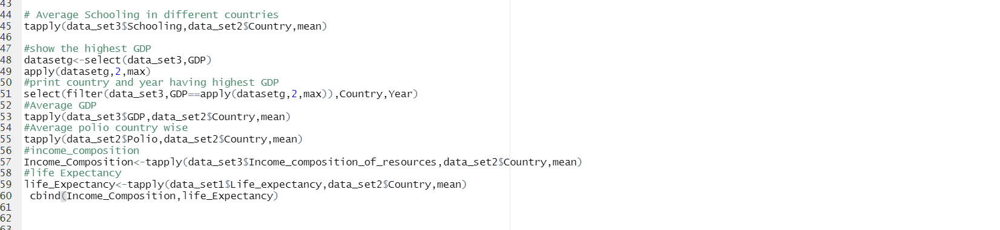 43
44 # Average Schooling in different countries
45 tapply(data_set3$Schooling,data_set2$Country,mean)
46
47 #show the highest GDP
48 datasetg<-select(data_set3,GDP)
49 apply(datasetg,2,max)
50 #print country and year having highest GDP
51 select(filter(data_set3,GDP==apply(datasetg,2,max)),Country,Year)
52 #Average GDP
53 tapply(data_set3$GDP,data_set2$Country,mean)
54 #Average polio country wise
55 tapply(data_set2$Polio,data_set2$Country,mean)
56 #income_composition
57 Income_Composition<-tapply(data_set3$Income_composition_of_resources,data_set2$Country,mean)
58 #life Expectancy
59 life_Expectancy<-tapply(data_set1$Life_expectancy,data_set2$Country,mean)
60  cbind(Income_Composition,life_Expectancy)
61
62
63